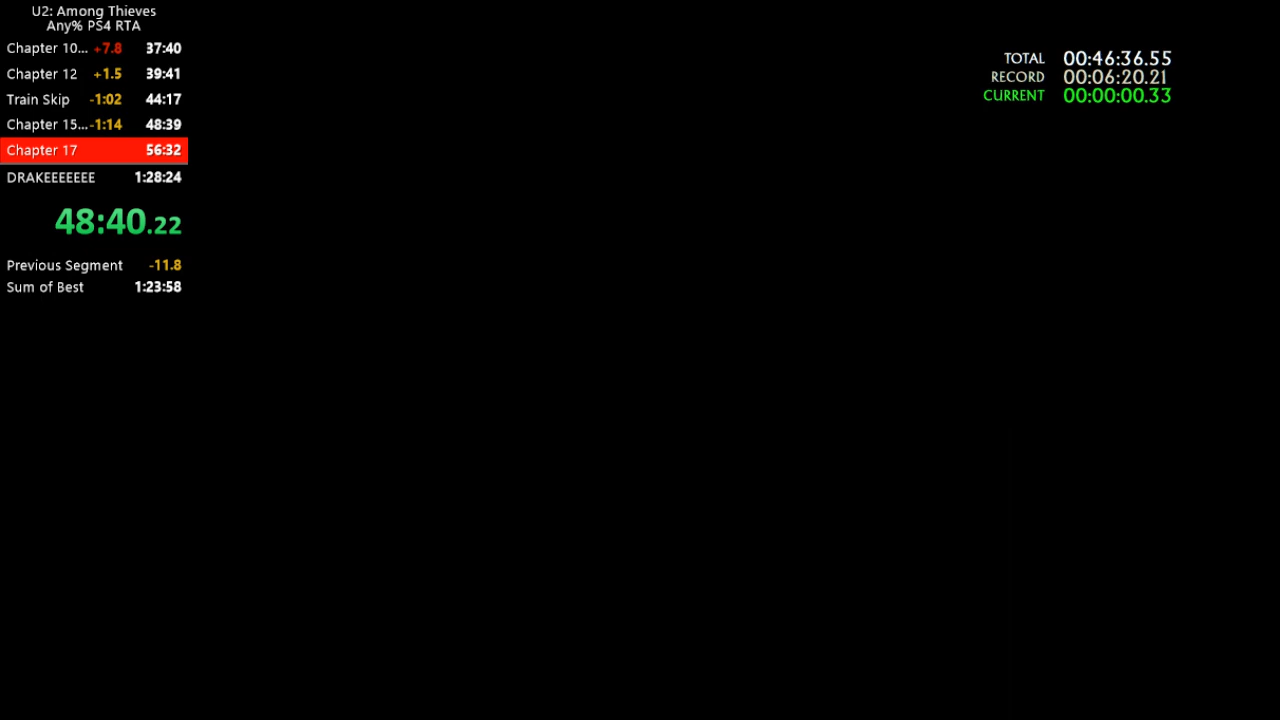 U2: Among Thieves
Any% PS4 RTA
Chapter 10... +7.8 37:40
Chapter 12 +1.5 39:41
Train Skip -1:02 44:17
Chapter 15... -1:14 48:39
Chapter 17 56:32
DRAKEEEEEEE 1:28:24
48:40.22
Previous Segment -11.8
Sum of Best 1:23:58
TOTAL 00:46:36.55
RECORD 00:06:20.21
CURRENT 00:00:00.33